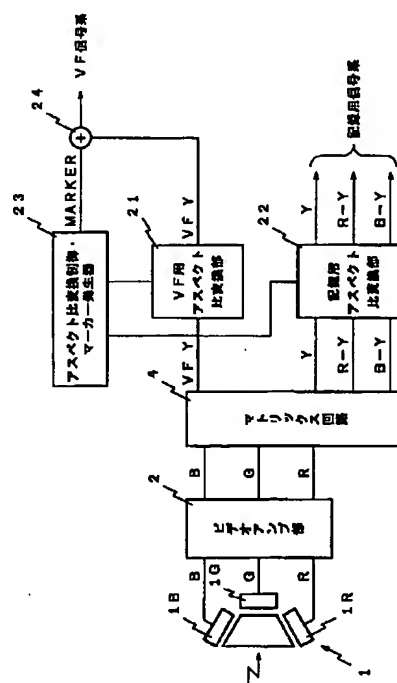 VF信号系
24
MARKER
23
アスペクト比変換制御・
マーカー発生器
VFY
21
VF用
アスペクト
比変換部
VFY
記録用信号系
Y
R-Y
B-Y
22
記録用
アスペクト
比変換部
Y
R-Y
B-Y
4
マトリックス回路
B
G
R
2
ビデオアンプ部
B
G
R
1B
1G
1R
1